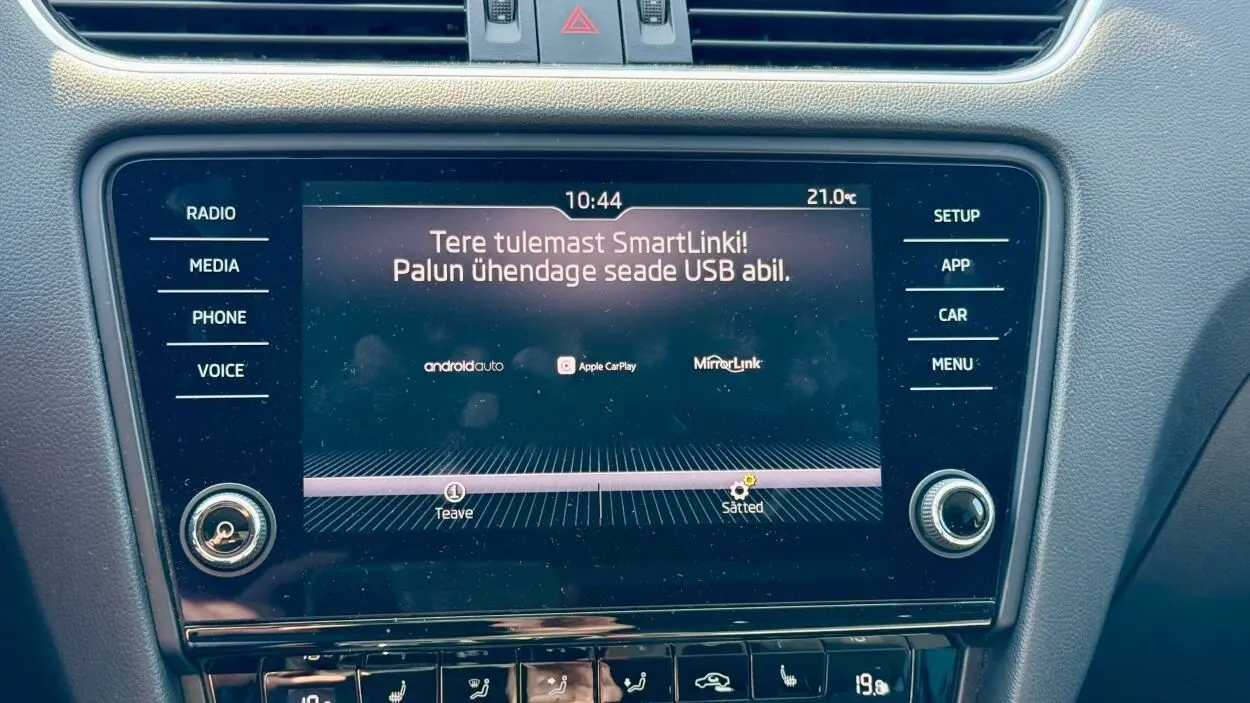 10:44
21.0°C
RADIO
MEDIA
PHONE
VOICE
Tere tulemast SmartLinki!
Palun ühendage seade USB abil.
androidauto
Apple CarPlay
MirrorLink
Teave
Sätted
SETUP
APP
CAR
MENU